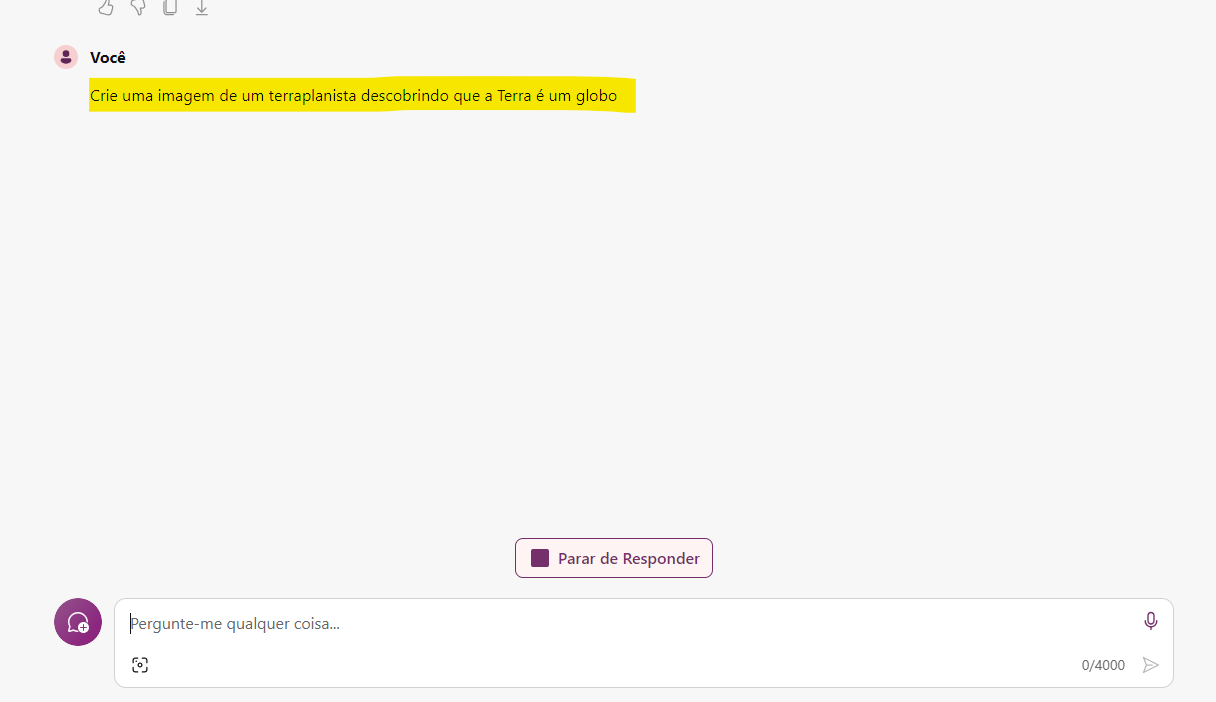 Você
Crie uma imagem de um terraplanista descobrindo que a Terra é um globo
Parar de Responder
Pergunte-me qualquer coisa...
0/4000